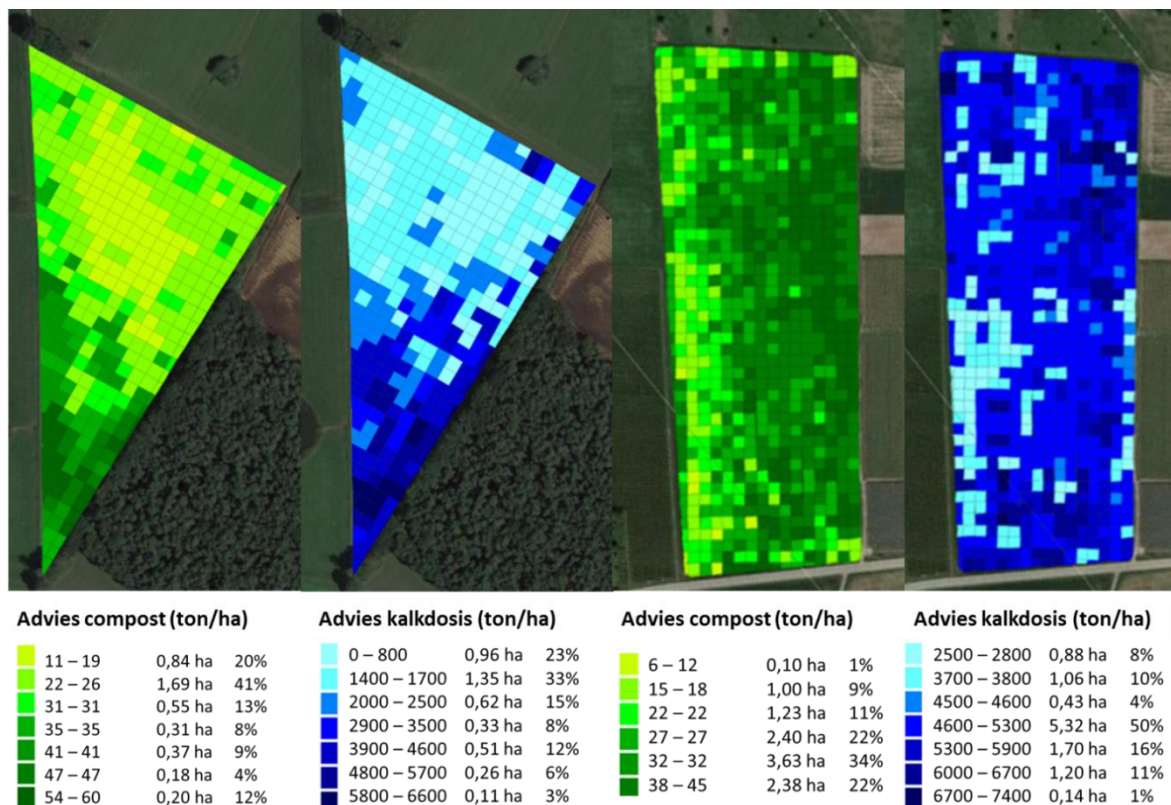 Advies compost (ton/ha)
11 – 19 0,84 ha 20%
22 – 26 1,69 ha 41%
31 – 31 0,55 ha 13%
35 – 35 0,31 ha 8%
41 – 41 0,37 ha 9%
47 – 47 0,18 ha 4%
54 – 60 0,20 ha 12%
Advies kalkdosis (ton/ha)
0 – 800 0,96 ha 23%
1400 – 1700 1,35 ha 33%
2000 – 2500 0,62 ha 15%
2900 – 3500 0,33 ha 8%
3900 – 4600 0,51 ha 12%
4800 – 5700 0,26 ha 6%
5800 – 6600 0,11 ha 3%
Advies compost (ton/ha)
6 – 12 0,10 ha 1%
15 – 18 1,00 ha 9%
22 – 22 1,23 ha 11%
27 – 27 2,40 ha 22%
32 – 32 3,63 ha 34%
38 – 45 2,38 ha 22%
Advies kalkdosis (ton/ha)
2500 – 2800 0,88 ha 8%
3700 – 3800 1,06 ha 10%
4500 – 4600 0,43 ha 4%
4600 – 5300 5,32 ha 50%
5300 – 5900 1,70 ha 16%
6000 – 6700 1,20 ha 11%
6700 – 7400 0,14 ha 1%